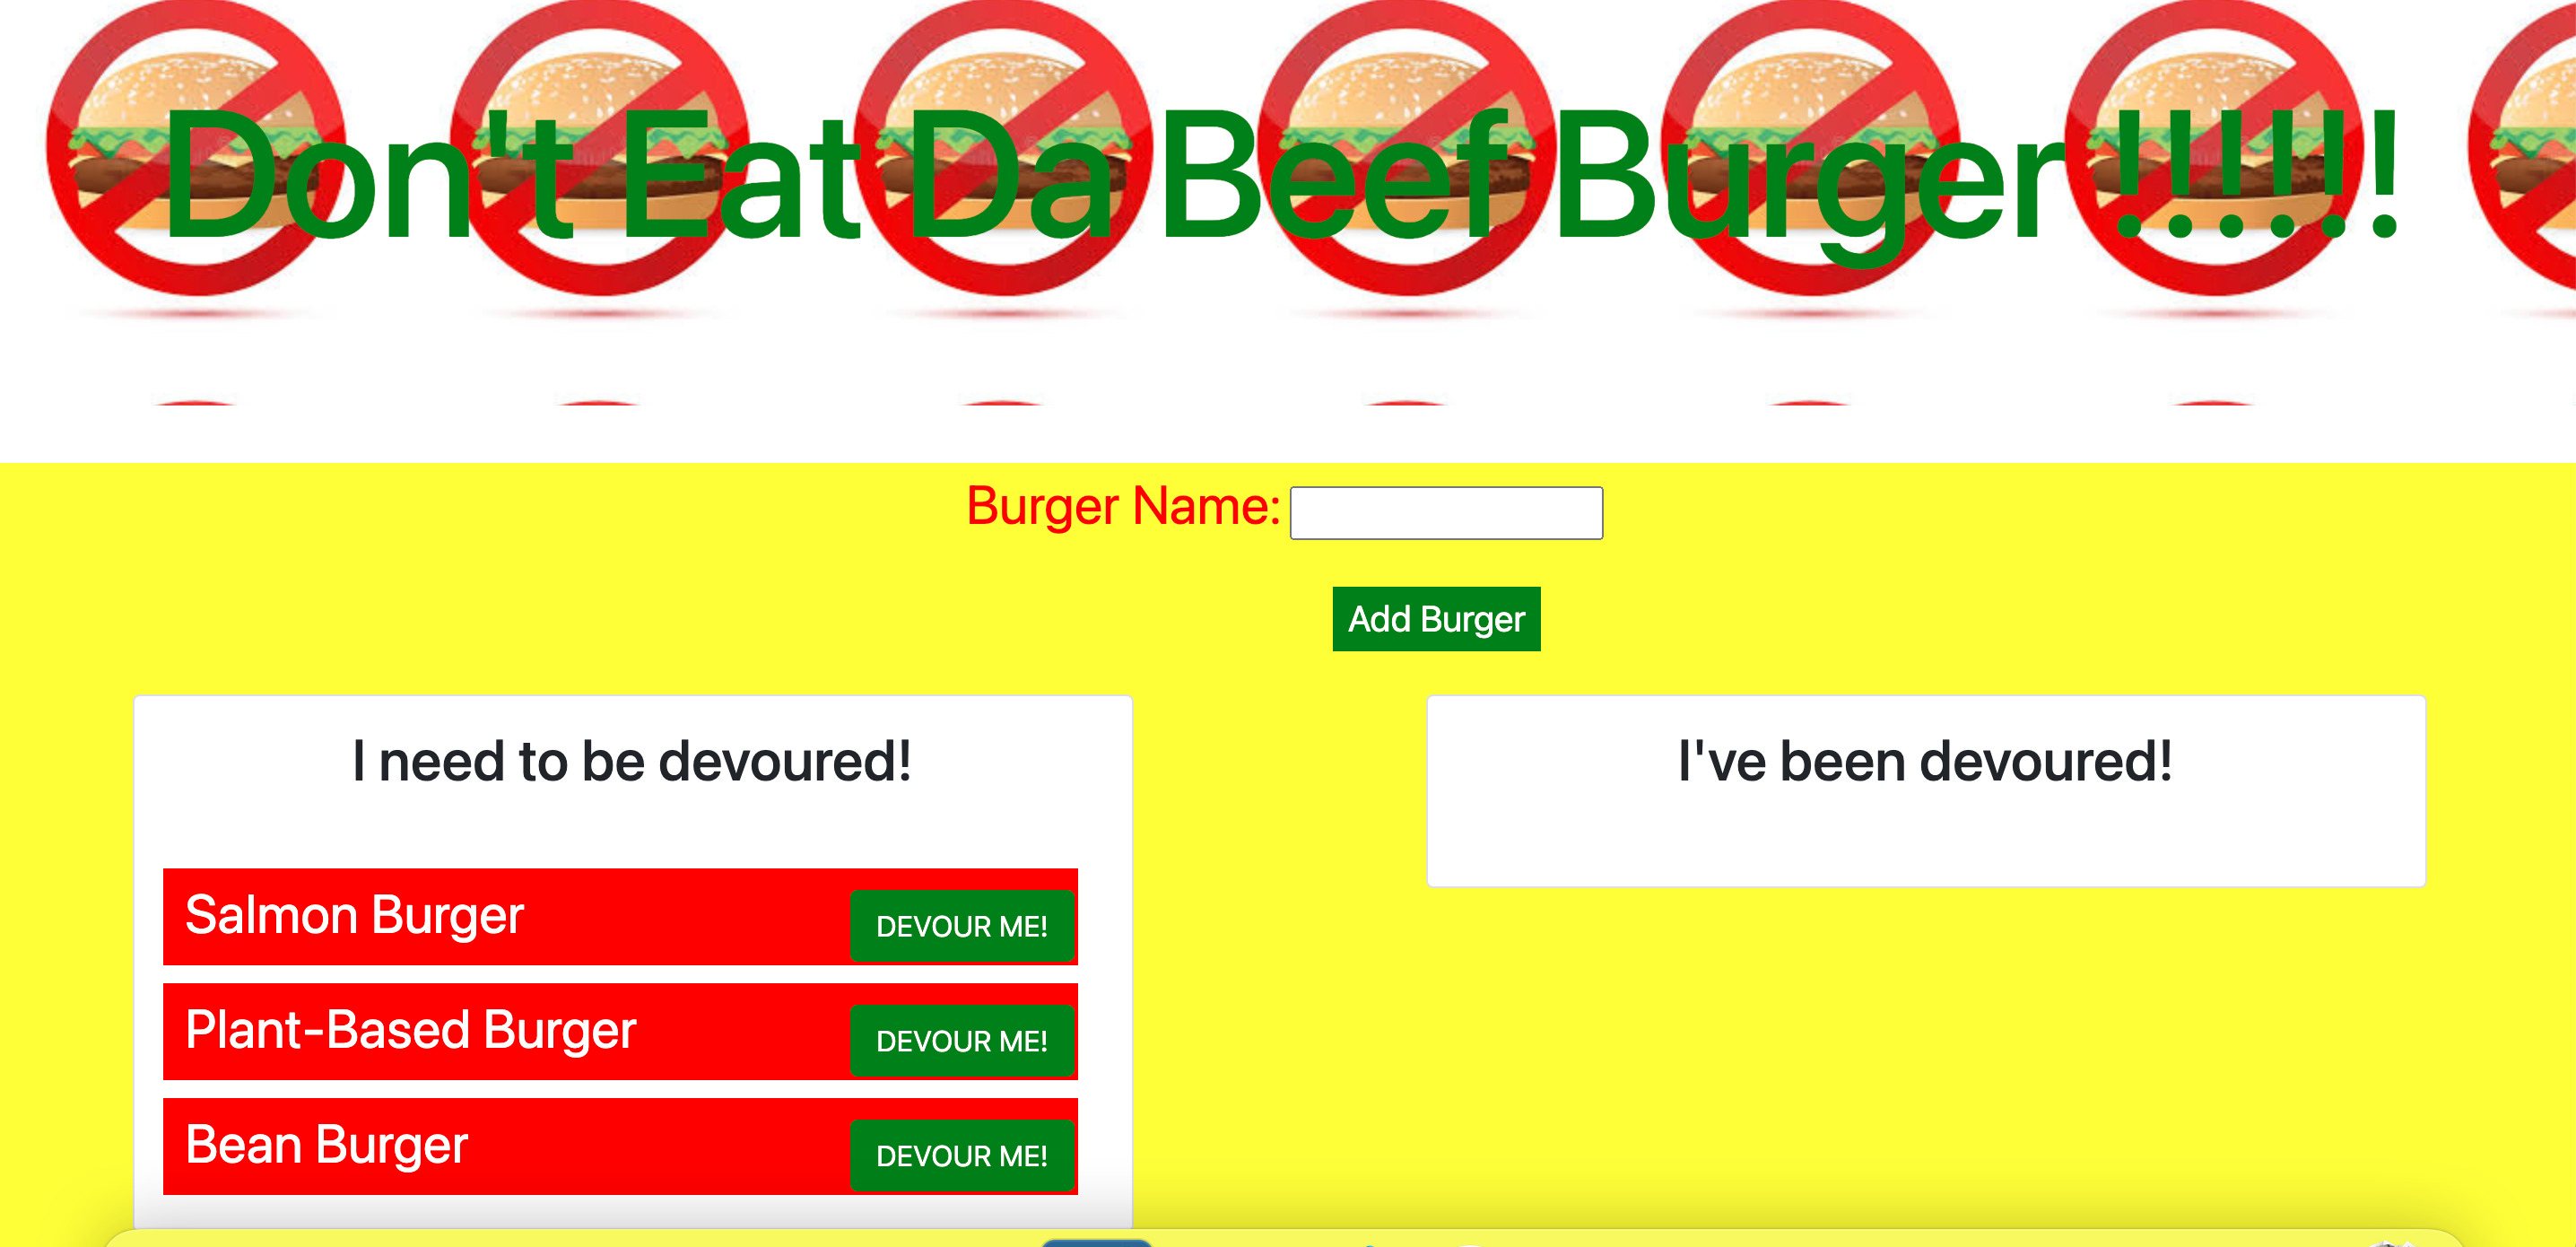 Don't Eat Da Beef Burger !!!!!!
Burger Name:
Add Burger
I need to be devoured!
Salmon Burger DEVOUR ME!
Plant-Based Burger DEVOUR ME!
Bean Burger DEVOUR ME!
I've been devoured!